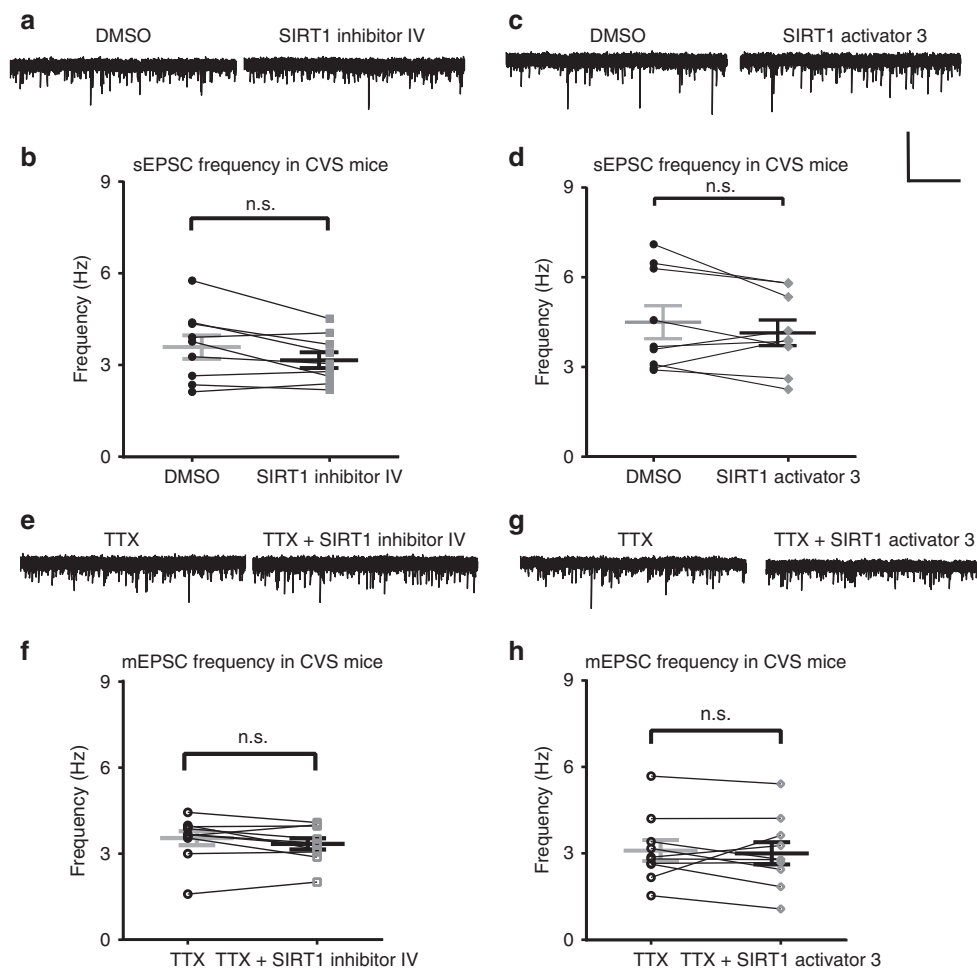 a
DMSO SIRT1 inhibitor IV
c
DMSO SIRT1 activator 3
b
sEPSC frequency in CVS mice
9
n.s.
6
Frequency (Hz)
3
0
DMSO SIRT1 inhibitor IV
d
sEPSC frequency in CVS mice
9
n.s.
6
Frequency (Hz)
3
0
DMSO SIRT1 activator 3
e
TTX TTX + SIRT1 inhibitor IV
g
TTX TTX + SIRT1 activator 3
f
mEPSC frequency in CVS mice
9
n.s.
6
Frequency (Hz)
3
0
TTX TTX + SIRT1 inhibitor IV
h
mEPSC frequency in CVS mice
9
n.s.
6
Frequency (Hz)
3
0
TTX TTX + SIRT1 activator 3